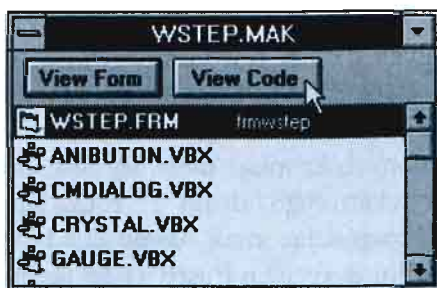 WSTEP.MAK
View Form View Code
WSTEP.FRM frmwstep
ANIBUTON.VBX
CMDIALOG.VBX
CRYSTAL.VBX
GAUGE.VBX